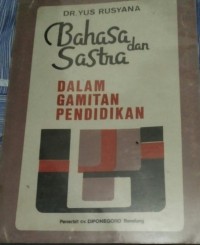 DR. YUS RUSYANA
Bahasa
dan
Sastra
DALAM
GAMITAN
PENDIDIKAN
Penerbit cv DIPONEGORO Bandung